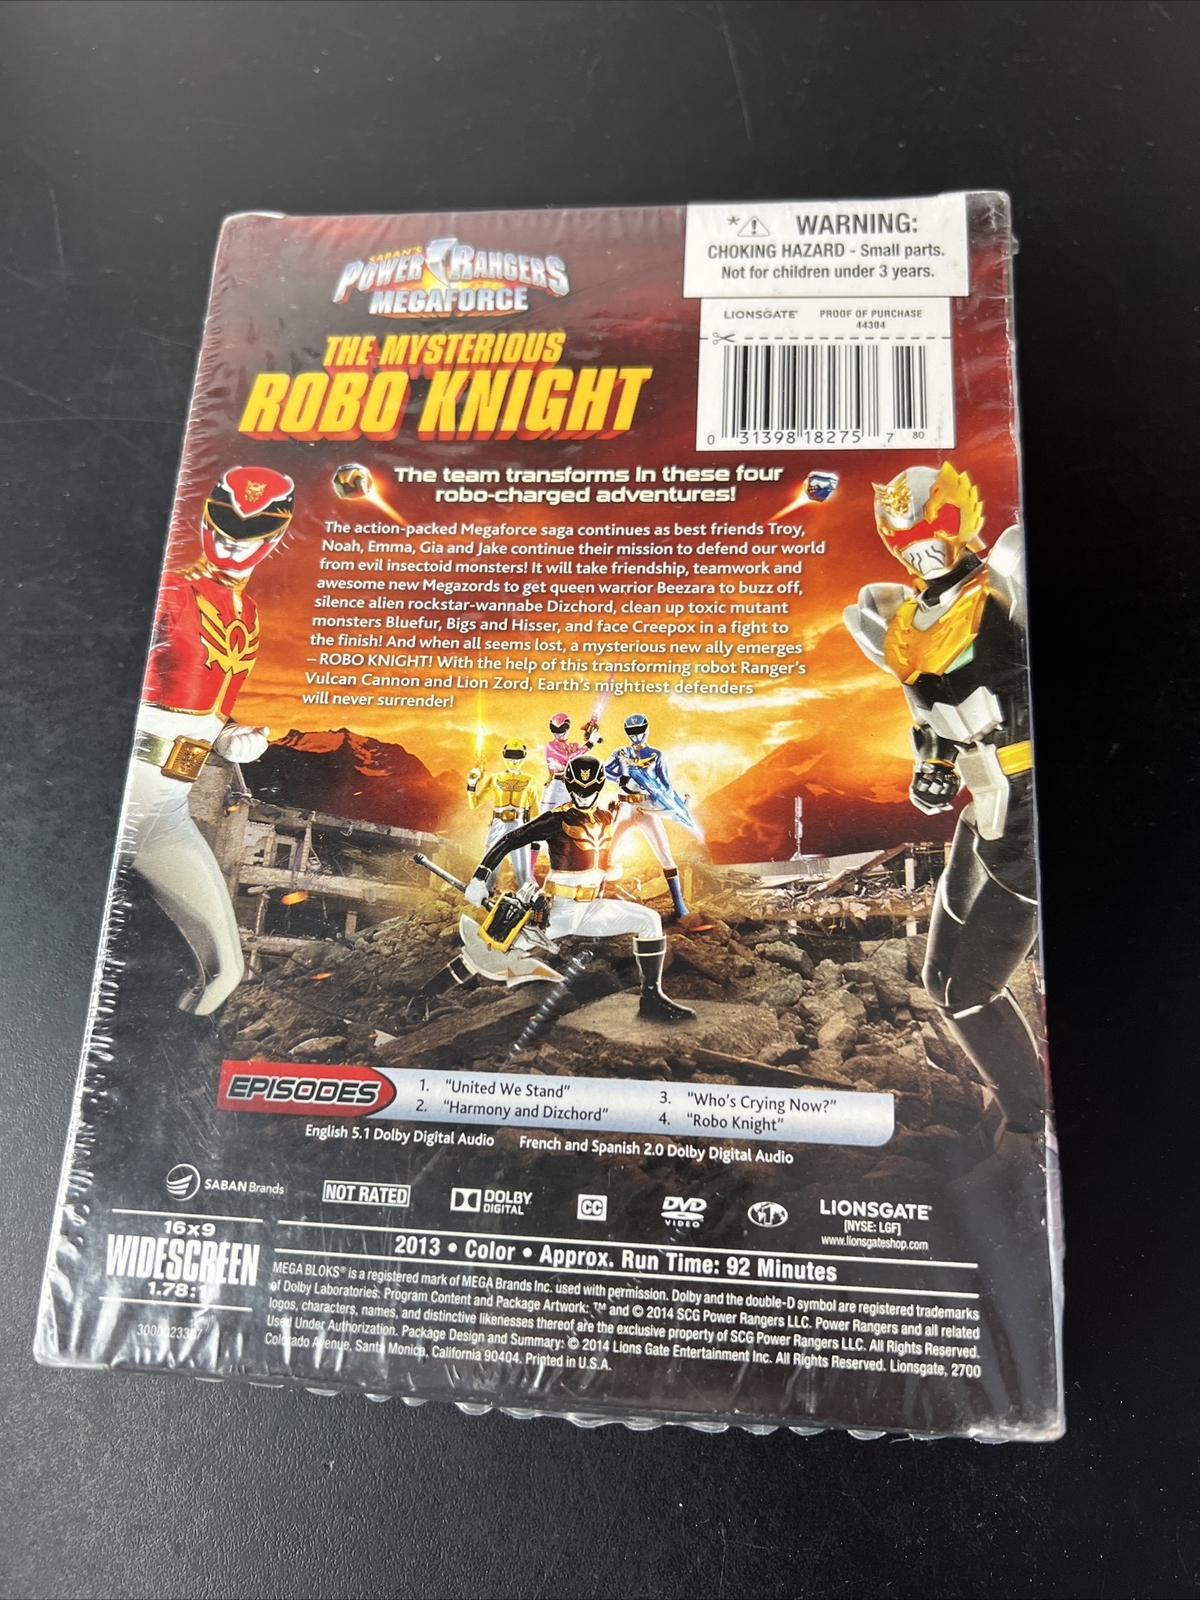 * WARNING:
CHOKING HAZARD - Small parts.
Not for children under 3 years.
SABAN'S
POWER RANGERS
MEGAFORCE
LIONSGATE PROOF OF PURCHASE
44304
THE MYSTERIOUS
ROBO KNIGHT
0 31398 18275 7 80
The team transforms in these four
robo-charged adventures!
The action-packed Megaforce saga continues as best friends Troy,
Noah, Emma, Gia and Jake continue their mission to defend our world
from evil insectoid monsters! It will take friendship, teamwork and
awesome new Megazords to get queen warrior Beezara to buzz off,
silence alien rockstar-wannabe Dizchord, clean up toxic mutant
monsters Bluefur, Bigs and Hisser, and face Creepox in a fight to
the finish! And when all seems lost, a mysterious new ally emerges
– ROBO KNIGHT! With the help of this transforming robot Ranger's
Vulcan Cannon and Lion Zord, Earth's mightiest defenders
will never surrender!
EPISODES
1. "United We Stand"
2. "Harmony and Dizchord"
3. "Who's Crying Now?"
4. "Robo Knight"
English 5.1 Dolby Digital Audio French and Spanish 2.0 Dolby Digital Audio
SABAN Brands
NOT RATED
DOLBY
DIGITAL
CC
DVD
VIDEO
1
LIONSGATE
[NYSE: LGF]
www.lionsgateshop.com
16x9
WIDESCREEN
1.78:1
2013 • Color • Approx. Run Time: 92 Minutes
MEGA BLOKS® is a registered mark of MEGA Brands Inc. used with permission. Dolby and the double-D symbol are registered trademarks
of Dolby Laboratories. Program Content and Package Artwork: ™ and © 2014 SCG Power Rangers LLC. Power Rangers and all related
logos, characters, names, and distinctive likenesses thereof are the exclusive property of SCG Power Rangers LLC. All Rights Reserved.
Used Under Authorization. Package Design and Summary: © 2014 Lions Gate Entertainment Inc. All Rights Reserved. Lionsgate, 2700
Colorado Avenue, Santa Monica, California 90404. Printed in U.S.A.